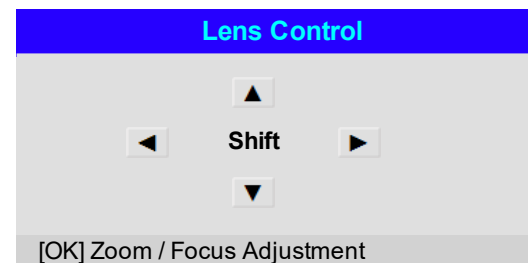 Lens Control
▲
◄ Shift ►
▼
[OK] Zoom / Focus Adjustment